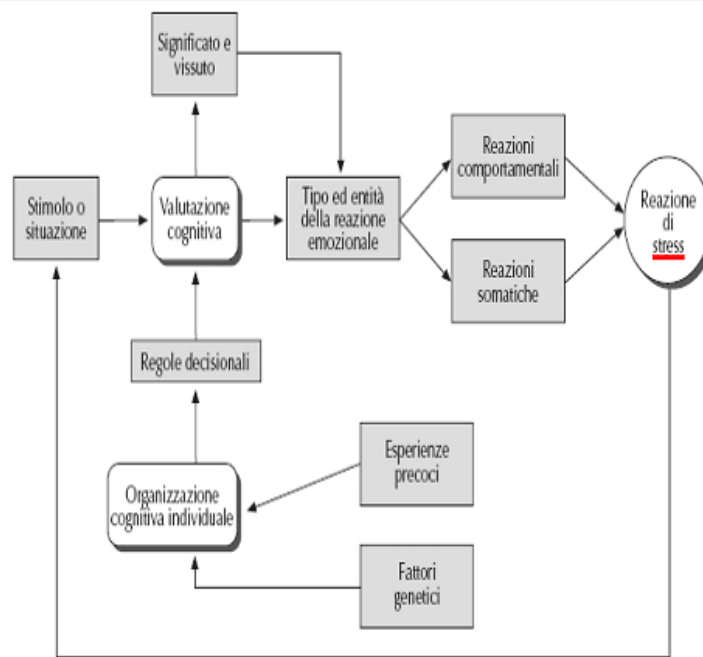 Significato e
vissuto
Reazioni
comportamentali
Stimolo o
situazione
Valutazione
cognitiva
Tipo ed entità
della reazione
emozionale
Reazione
di
stress
Reazioni
somatiche
Regole decisionali
Esperienze
precoci
Organizzazione
cognitiva individuale
Fattori
genetici